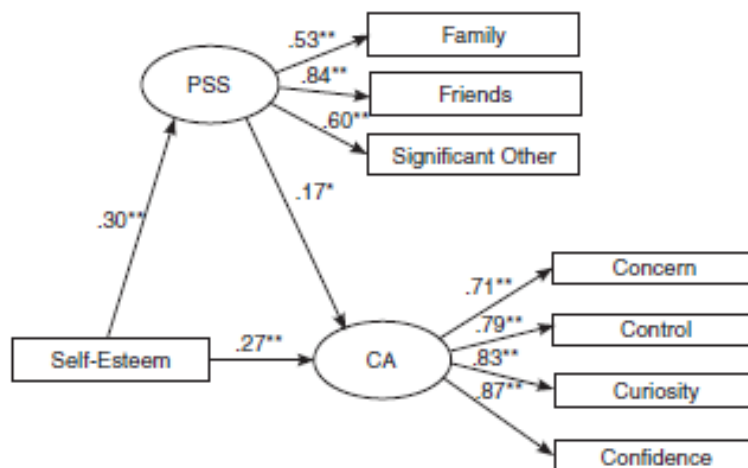 .53**
Family
PSS
.84**
Friends
.60**
Significant Other
.17*
.30**
Concern
.71**
.79**
Control
Self-Esteem
.27**
CA
.83**
.87**
Curiosity
Confidence